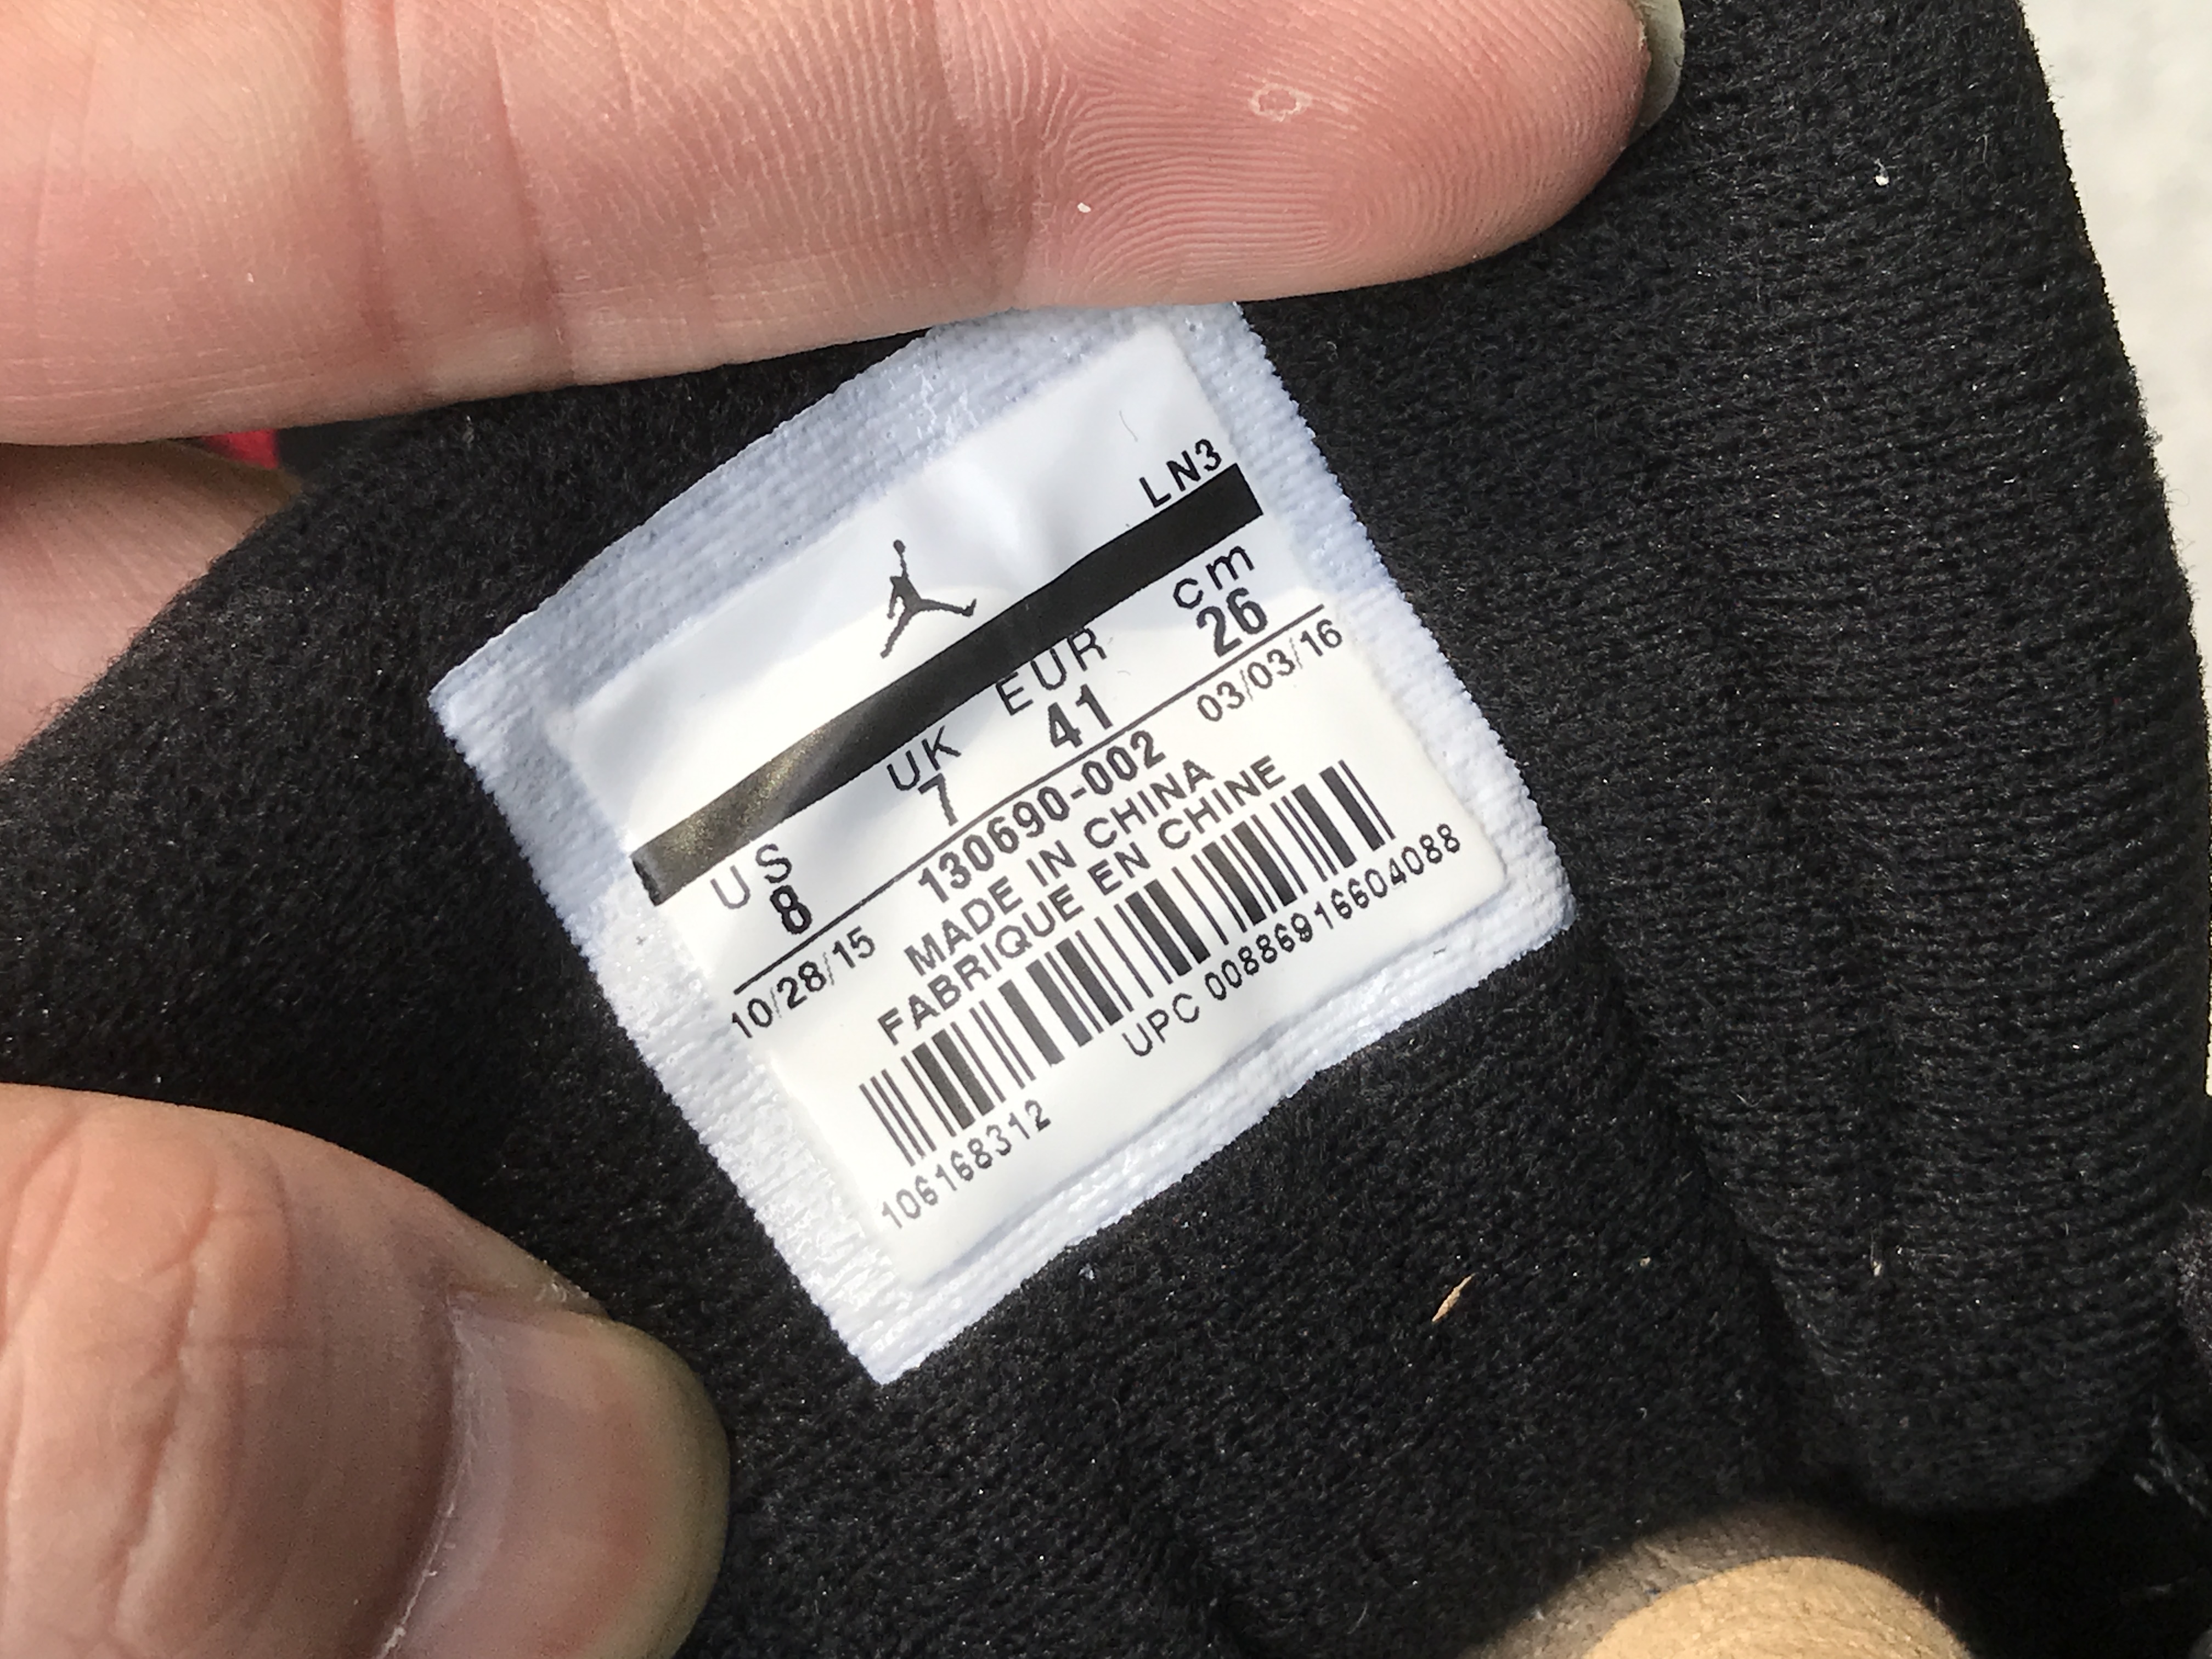 LN3
US UK EUR cm
8 7 41 26
10/28/15 130690-002 03/03/16
MADE IN CHINA
FABRIQUE EN CHINE
106168312 UPC 00886916604088